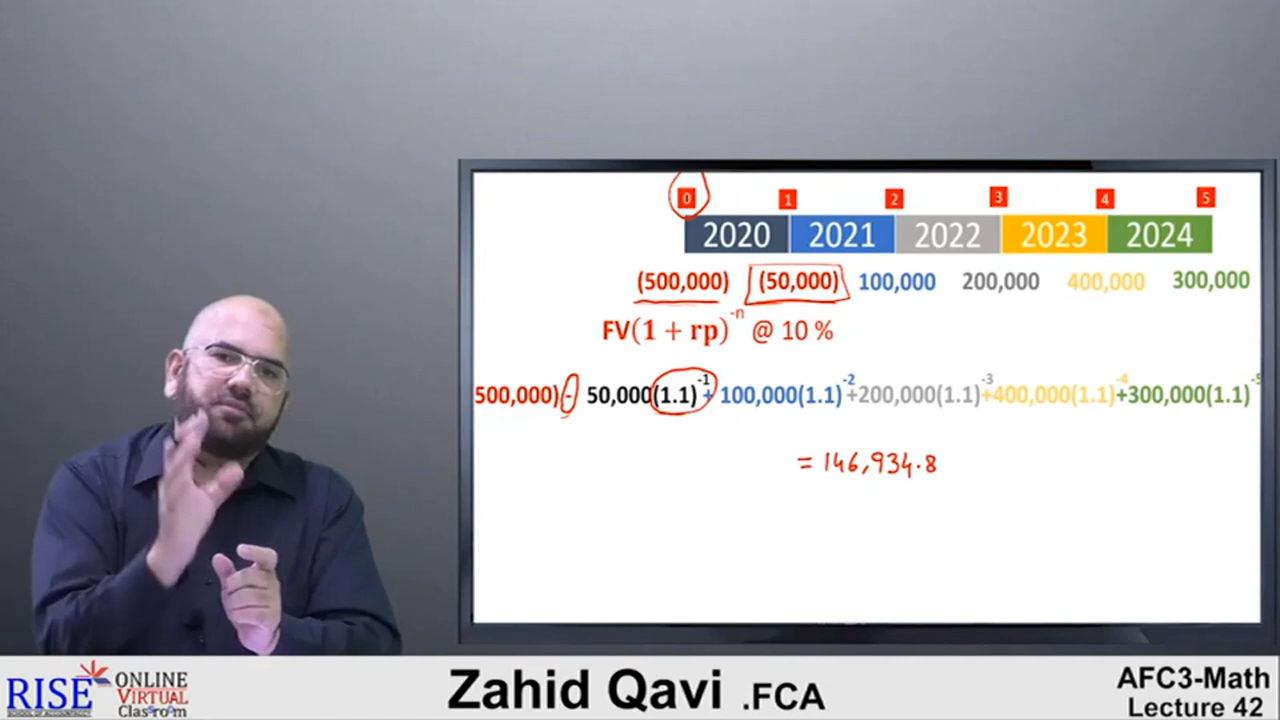 0 1 2 3 4 5
2020 2021 2022 2023 2024
(500,000) (50,000) 100,000 200,000 400,000 300,000
FV(1 + rp)-n @ 10 %
500,000) - 50,000(1.1)-1+ 100,000(1.1)-2+200,000(1.1)-3+400,000(1.1)-4+300,000(1.1)-5
= 146,934.8
RISE ONLINE
VIRTUAL
Classroom
SCHOOL OF ACCOUNTANCY
Zahid Qavi .FCA
AFC3-Math
Lecture 42